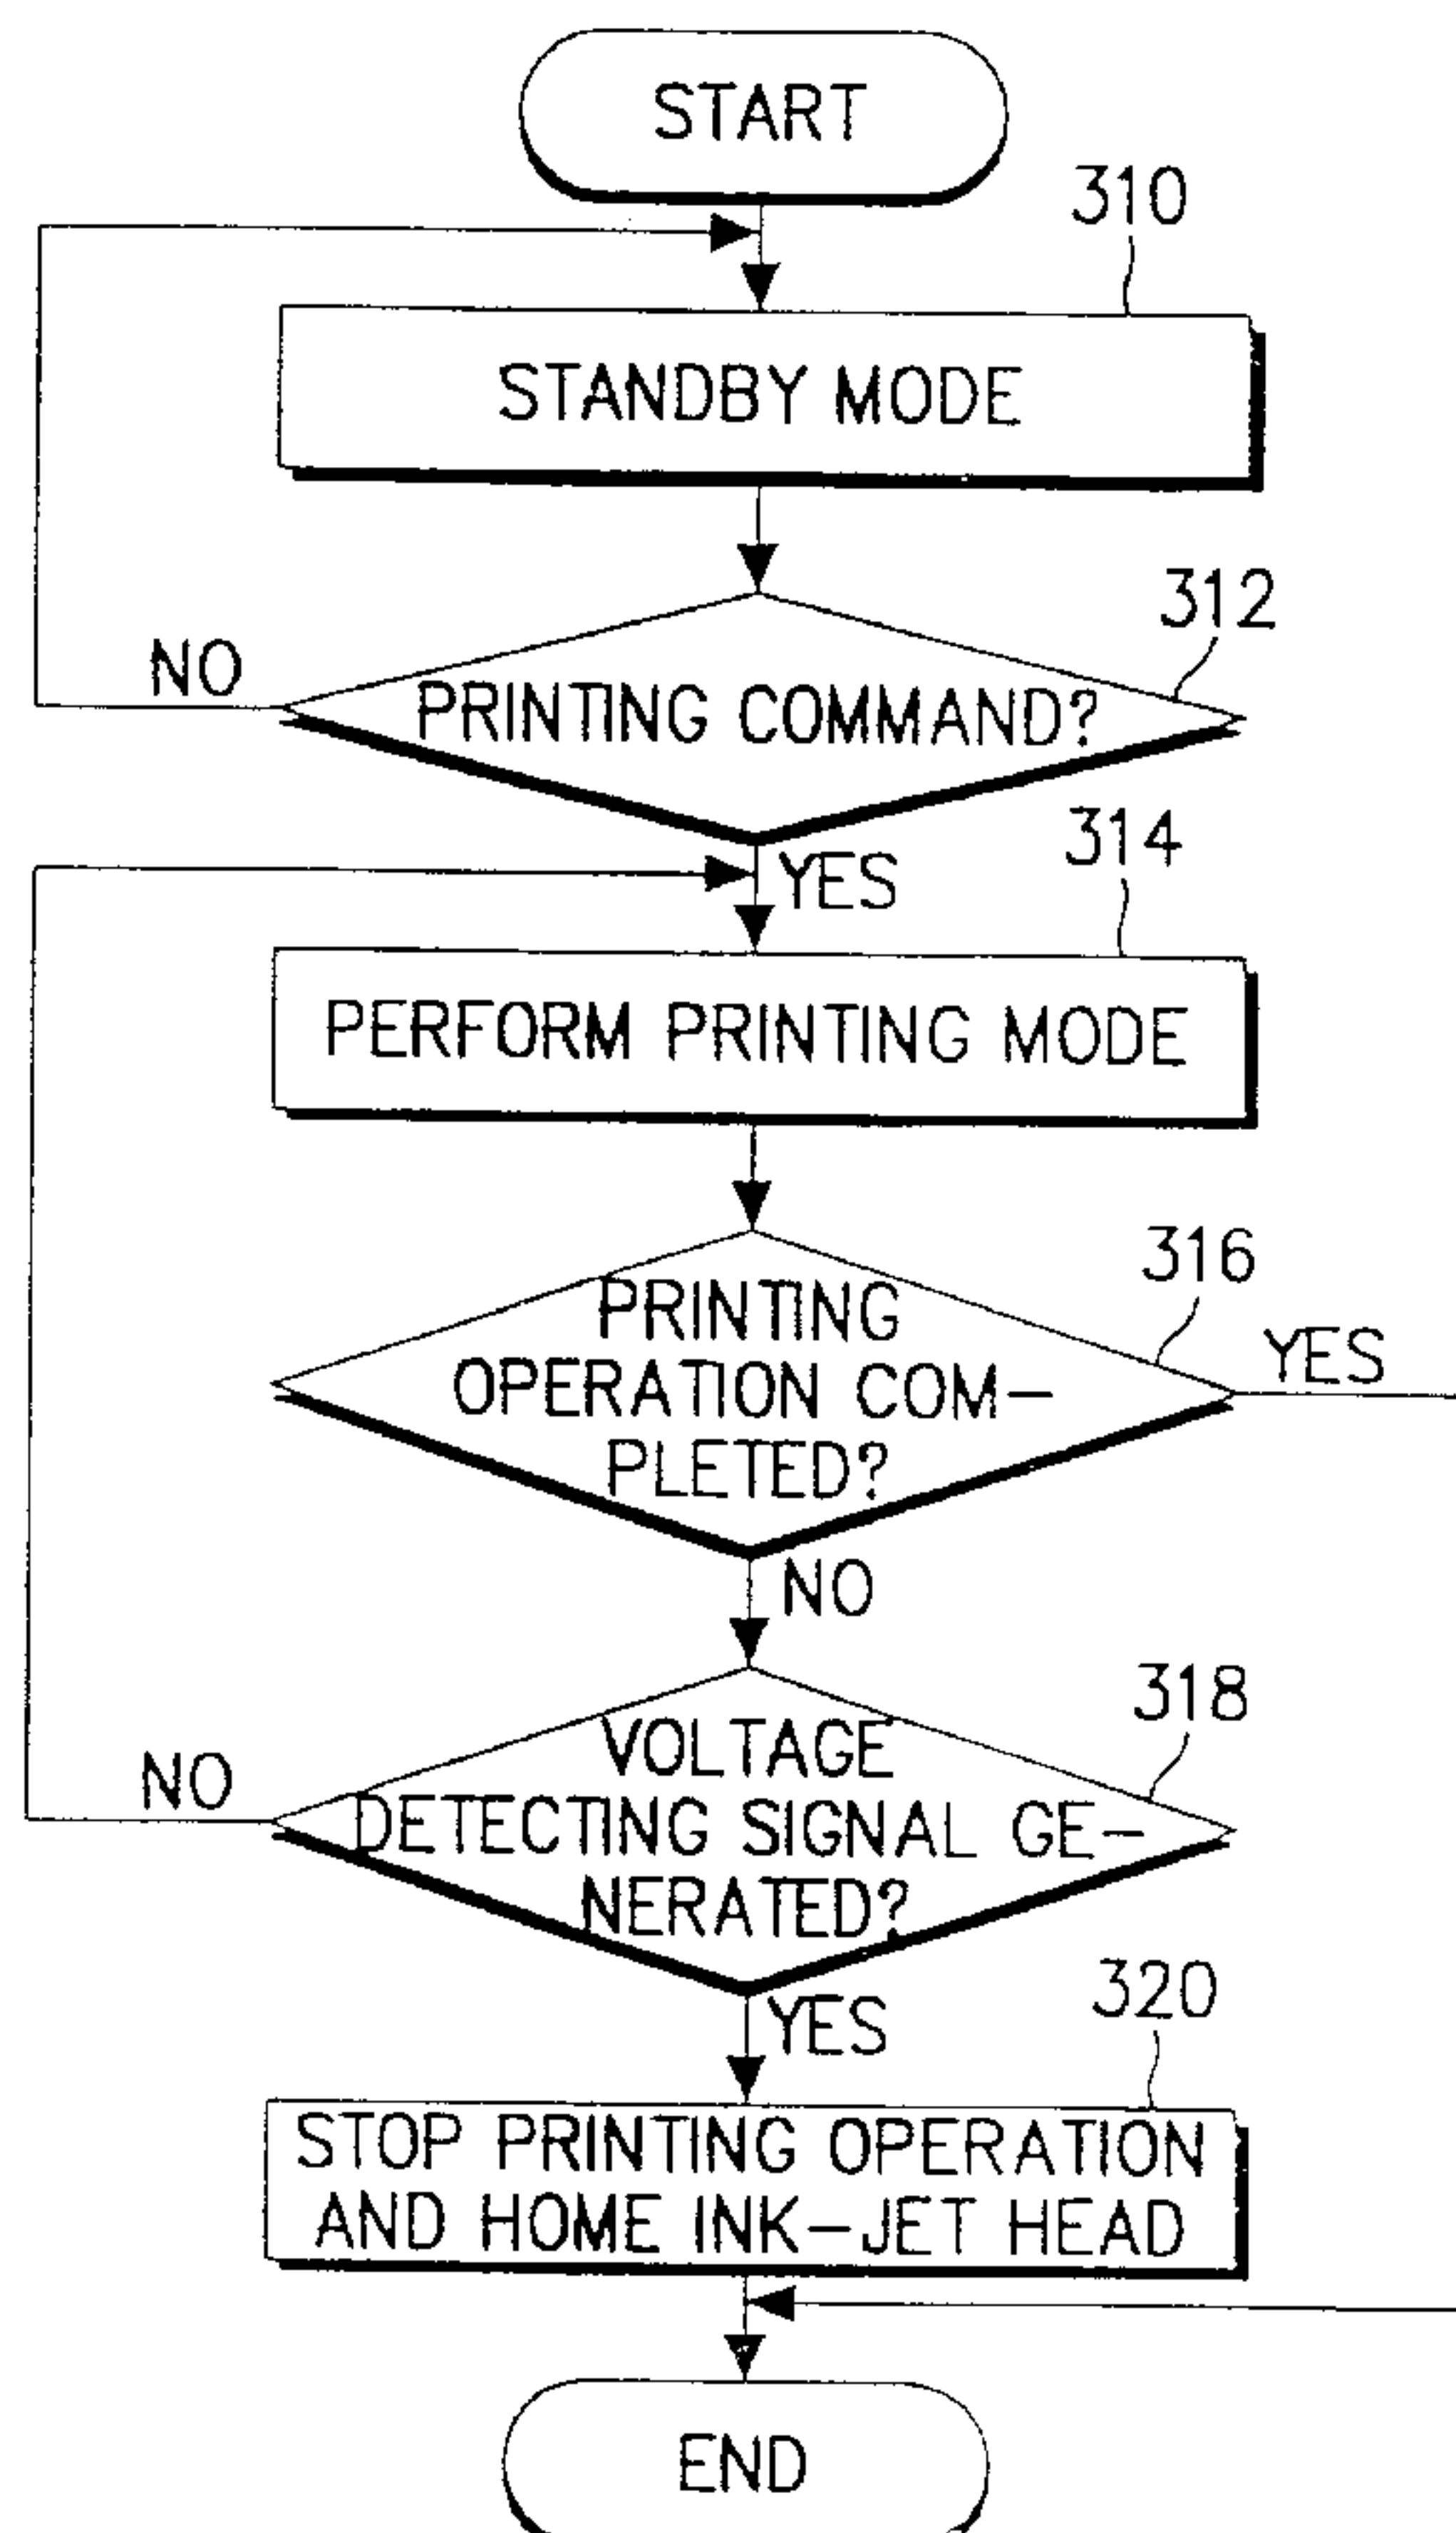 START
310
STANDBY MODE
312
NO
PRINTING COMMAND?
314
YES
PERFORM PRINTING MODE
316
PRINTING
YES
OPERATION COM-
PLETED?
NO
318
VOLTAGE
NO
DETECTING SIGNAL GE-
NERATED?
320
YES
STOP PRINTING OPERATION
AND HOME INK-JET HEAD
END